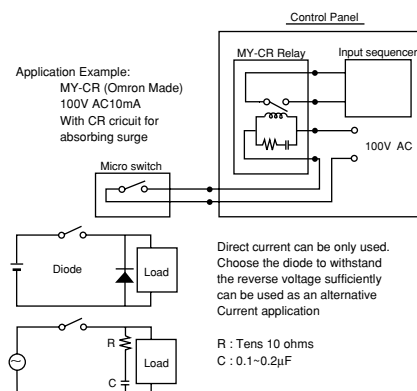 Control Panel
MY-CR Relay
Input sequencer
Application Example:
MY-CR (Omron Made)
100V AC10mA
With CR cricuit for
absorbing surge
100V AC
Micro switch
Diode
Load
Direct current can be only used.
Choose the diode to withstand
the reverse voltage sufficiently
can be used as an alternative
Current application
R
Load
C
R : Tens 10 ohms
C : 0.1~0.2μF